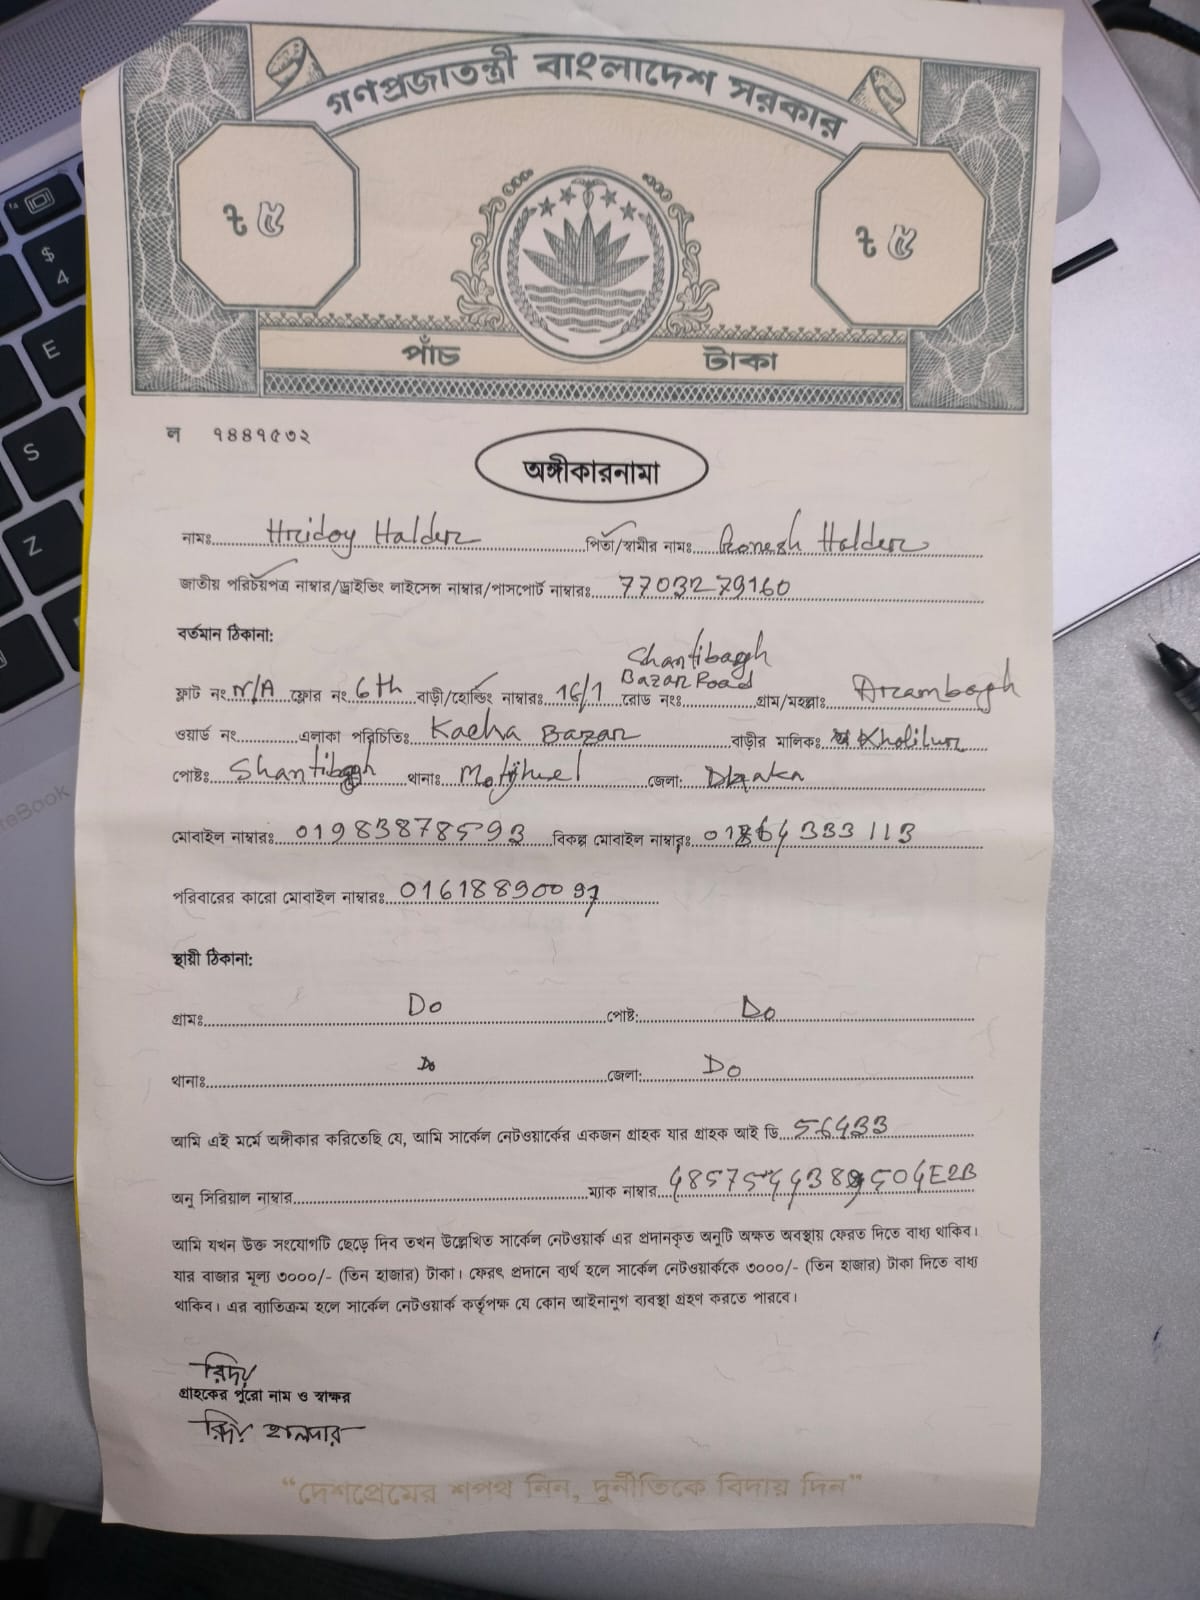 গণপ্রজাতন্ত্রী বাংলাদেশ সরকার
৳ ৫ ৳ ৫
পাঁচ টাকা
ল ৭৪৪৭৫৩২
অঙ্গীকারনামা
নামঃ Hridoy Halder পিতা/স্বামীর নামঃ Ronesh Halder
জাতীয় পরিচয়পত্র নাম্বার/ড্রাইভিং লাইসেন্স নাম্বার/পাসপোর্ট নাম্বারঃ 7703279160
বর্তমান ঠিকানা:
Shantibagh
Bazar Road
ফ্লাট নং N/A ফ্লোর নং 6th বাড়ী/হোল্ডিং নাম্বারঃ 16/1 রোড নংঃ গ্রাম/মহল্লাঃ Arambagh
ওয়ার্ড নং এলাকা পরিচিতিঃ Kacha Bazar বাড়ীর মালিকঃ Kholilur
পোষ্টঃ Shantibagh থানাঃ Motijheel জেলা: Dhaka
মোবাইল নাম্বারঃ 01983878593 বিকল্প মোবাইল নাম্বারঃ
পরিবারের কারো মোবাইল নাম্বারঃ 01618890097
স্থায়ী ঠিকানা:
গ্রামঃ Do পোষ্ট: Do
থানাঃ Do জেলা: Do
আমি এই মর্মে অঙ্গীকার করিতেছি যে, আমি সার্কেল নেটওয়ার্কের একজন গ্রাহক যার গ্রাহক আই ডি 56433
অনু সিরিয়াল নাম্বার ম্যাক নাম্বার
আমি যখন উক্ত সংযোগটি ছেড়ে দিব তখন উল্লেখিত সার্কেল নেটওয়ার্ক এর প্রদানকৃত অনুটি অক্ষত অবস্থায় ফেরত দিতে বাধ্য থাকিব।
যার বাজার মূল্য ৩০০০/- (তিন হাজার) টাকা। ফেরৎ প্রদানে ব্যর্থ হলে সার্কেল নেটওয়ার্ককে ৩০০০/- (তিন হাজার) টাকা দিতে বাধ্য
থাকিব। এর ব্যতিক্রম হলে সার্কেল নেটওয়ার্ক কর্তৃপক্ষ যে কোন আইনানুগ ব্যবস্থা গ্রহণ করতে পারবে।
গ্রাহকের পুরো নাম ও স্বাক্ষর
হালদার
“দেশপ্রেমের শপথ নিন, দুর্নীতিকে বিদায় দিন”